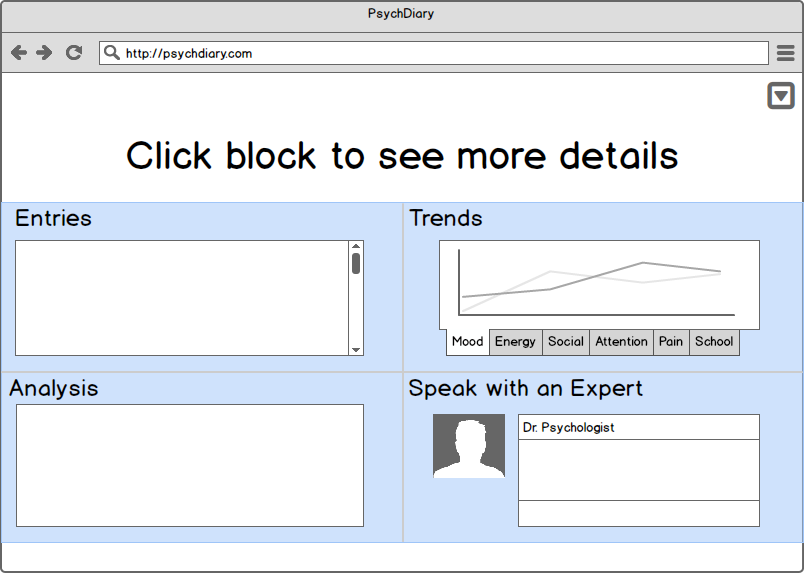 PsychDiary
http://psychdiary.com
Click block to see more details
Entries
Trends
Mood Energy Social Attention Pain School
Analysis
Speak with an Expert
Dr. Psychologist